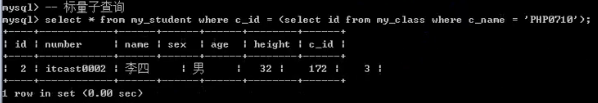 mysql> -- 标量子查询
mysql> select * from my_student where c_id = (select id from my_class where c_name = 'PHP0710');
+----+------------+------+-----+-----+--------+------+
| id | number | name | sex | age | height | c_id |
+----+------------+------+-----+-----+--------+------+
| 2 | itcast0002 | 李四 | 男 | 32 | 172 | 3 |
+----+------------+------+-----+-----+--------+------+
1 row in set (0.00 sec)